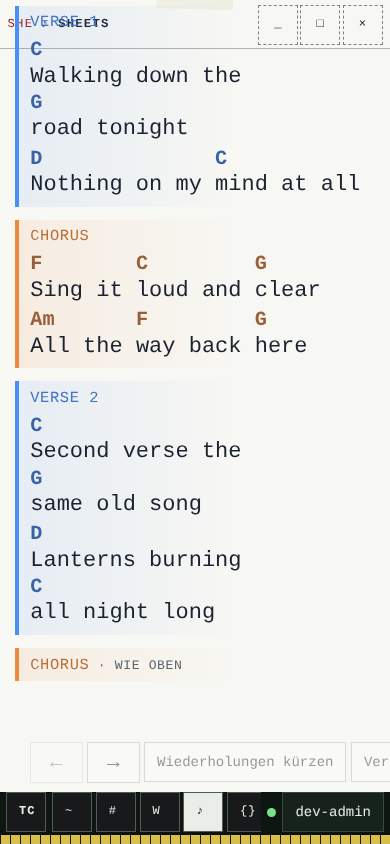 SHEETS
_ □ ×
VERSE 1
C
Walking down the
G
road tonight
D C
Nothing on my mind at all
CHORUS
F C G
Sing it loud and clear
Am F G
All the way back here
VERSE 2
C
Second verse the
G
same old song
D
Lanterns burning
C
all night long
CHORUS · WIE OBEN
← → Wiederholungen kürzen Ver
TC ~ # W ♪ {} dev-admin